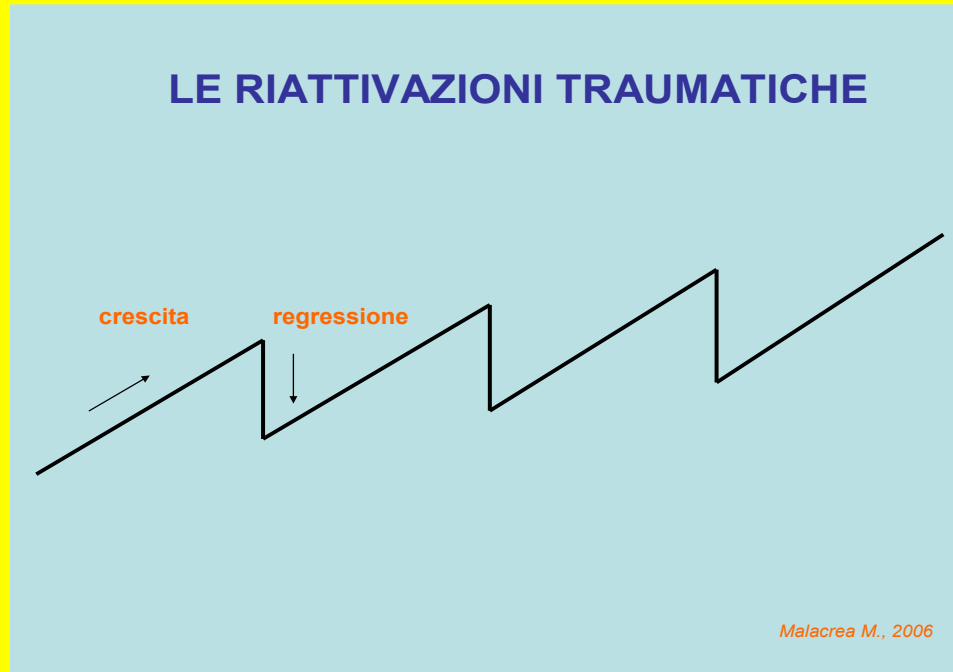 LE RIATTIVAZIONI TRAUMATICHE
crescita regressione
Malacrea M., 2006